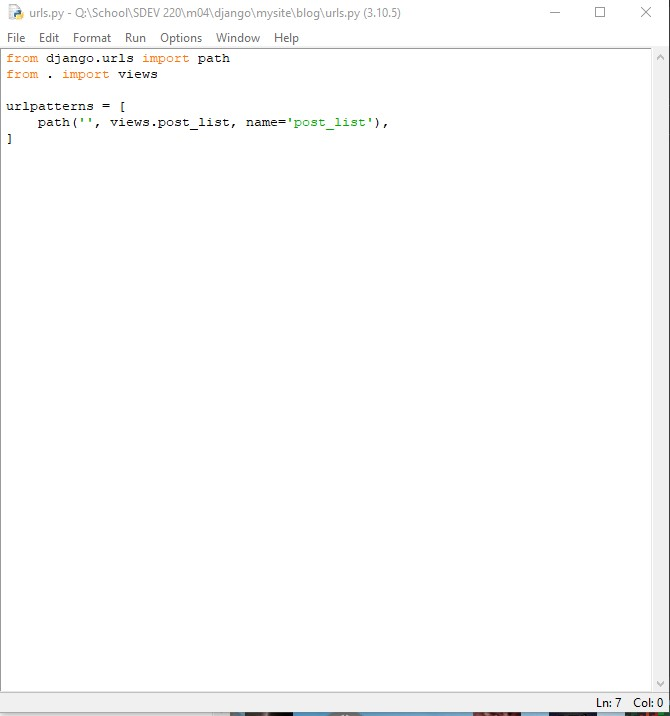 urls.py - Q:\School\SDEV 220\m04\django\mysite\blog\urls.py (3.10.5)
File Edit Format Run Options Window Help
from django.urls import path
from . import views
urlpatterns = [
    path('', views.post_list, name='post_list'),
]
Ln: 7 Col: 0